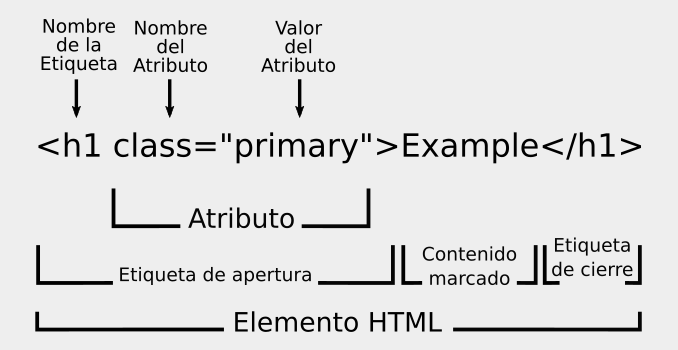 Nombre
de la
Etiqueta
Nombre
del
Atributo
Valor
del
Atributo
<h1 class="primary">Example</h1>
Atributo
Etiqueta de apertura
Contenido
marcado
Etiqueta
de cierre
Elemento HTML